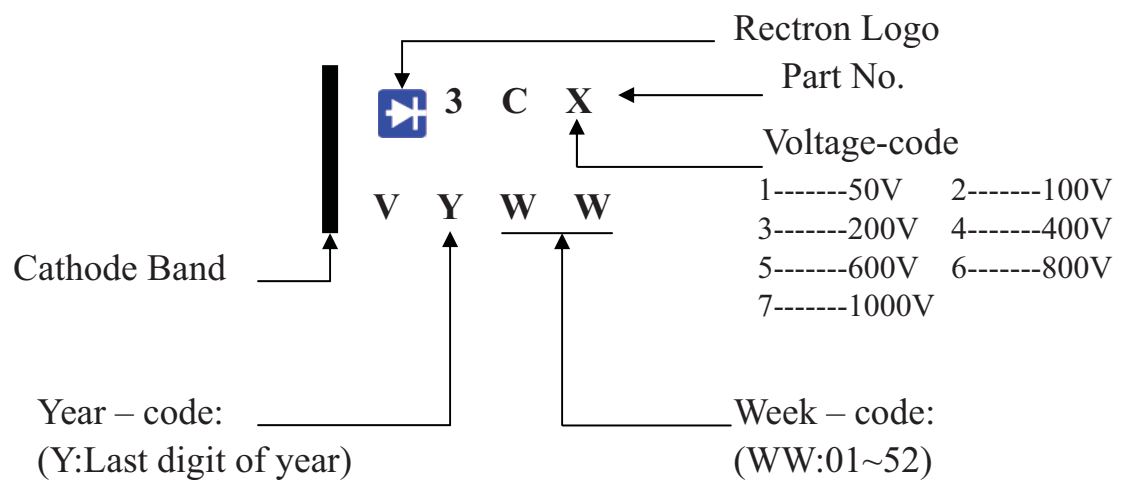 Rectron Logo
Part No.
3 C X
Voltage-code
1-------50V 2-------100V
3-------200V 4-------400V
5-------600V 6-------800V
7-------1000V
V Y W W
Cathode Band
Year – code:
(Y:Last digit of year)
Week – code:
(WW:01~52)